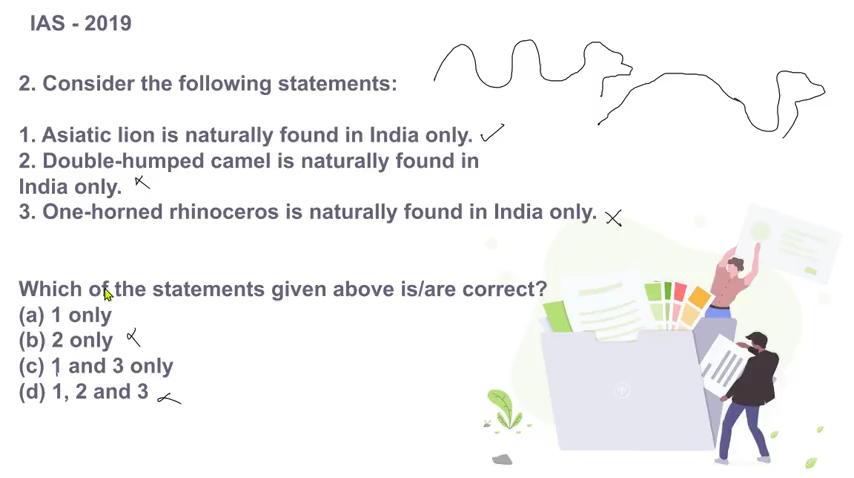 IAS - 2019
2. Consider the following statements:
1. Asiatic lion is naturally found in India only.
2. Double-humped camel is naturally found in
India only.
3. One-horned rhinoceros is naturally found in India only.
Which of the statements given above is/are correct?
(a) 1 only
(b) 2 only
(c) 1 and 3 only
(d) 1, 2 and 3